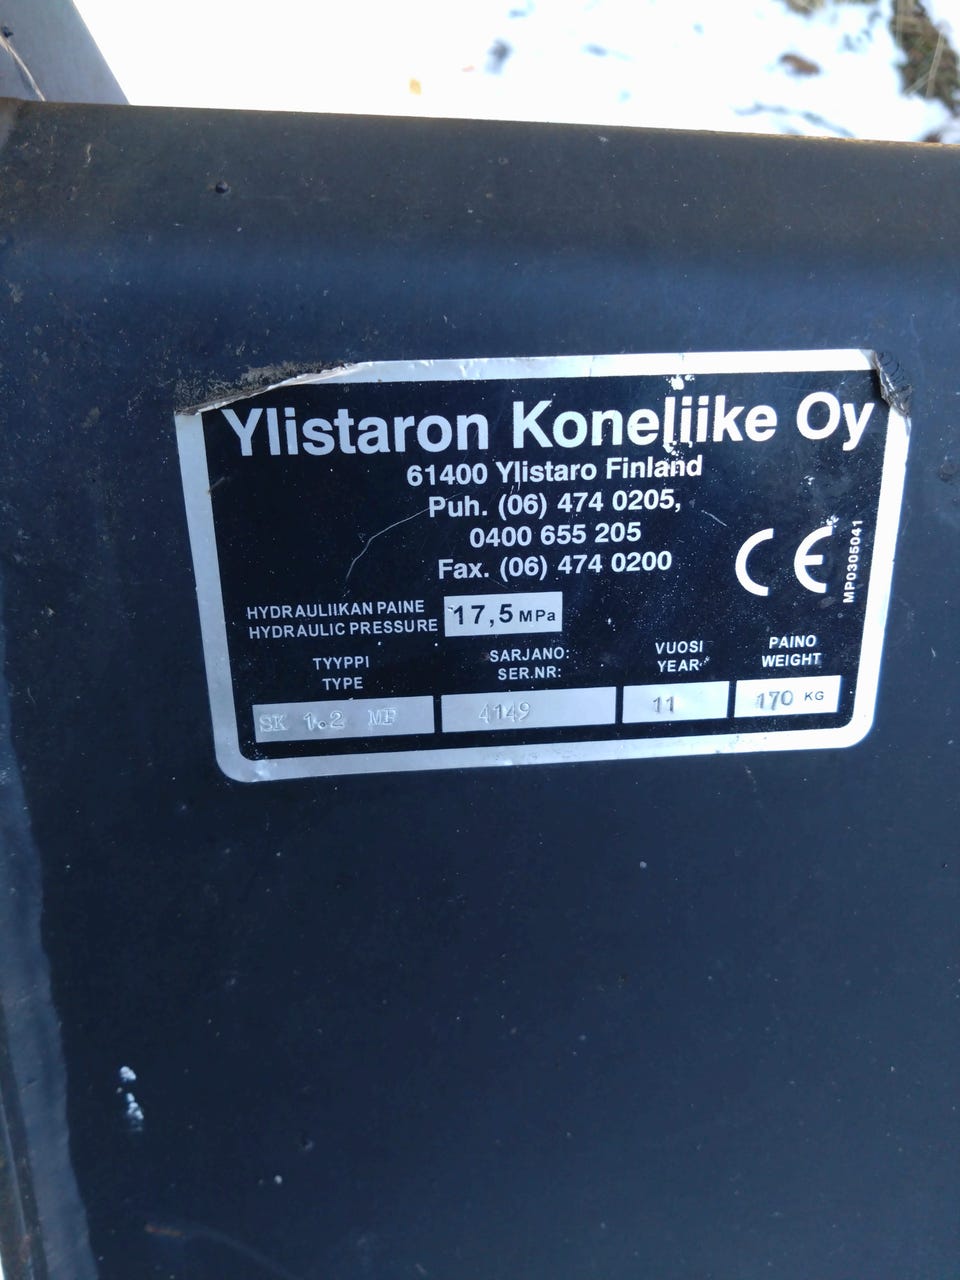 Ylistaron Koneliike Oy
61400 Ylistaro Finland
Puh. (06) 474 0205,
0400 655 205
Fax. (06) 474 0200
CE
MP0305041
HYDRAULIIKAN PAINE
HYDRAULIC PRESSURE
17,5 MPa
TYYPPI
TYPE
SARJANO:
SER.NR:
VUOSI
YEAR
PAINO
WEIGHT
SK 1.2 MF
4149
11
170 KG